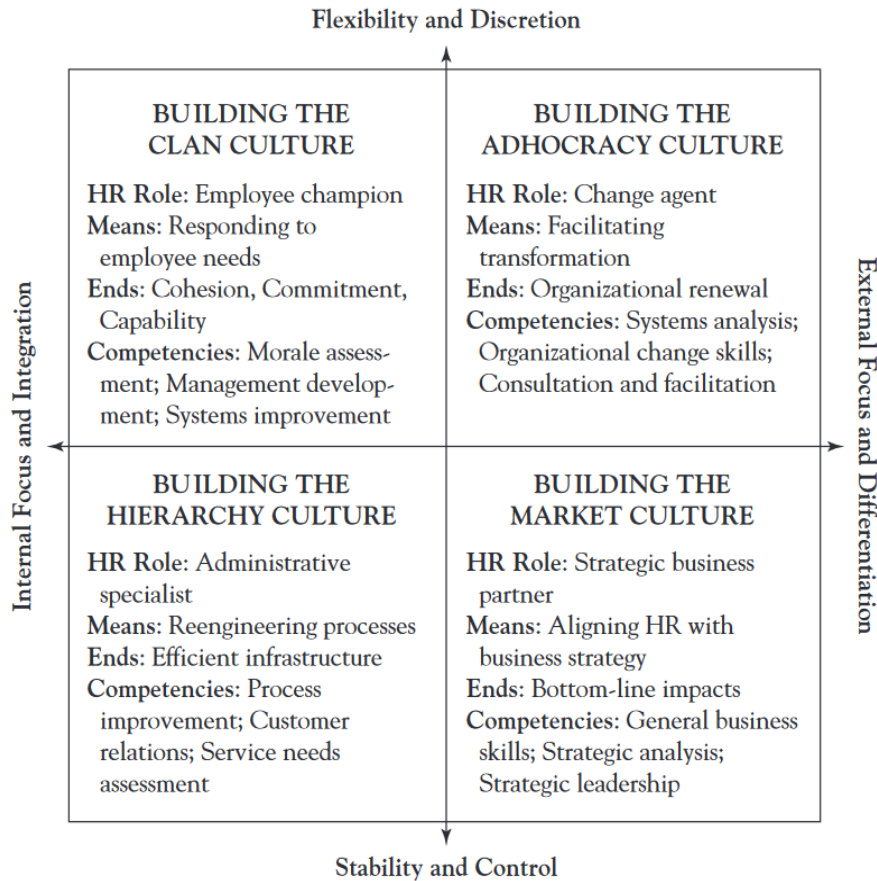 Flexibility and Discretion
BUILDING THE
CLAN CULTURE
HR Role: Employee champion
Means: Responding to
employee needs
Ends: Cohesion, Commitment,
Capability
Competencies: Morale assess-
ment; Management develop-
ment; Systems improvement
BUILDING THE
ADHOCRACY CULTURE
HR Role: Change agent
Means: Facilitating
transformation
Ends: Organizational renewal
Competencies: Systems analysis;
Organizational change skills;
Consultation and facilitation
Internal Focus and Integration
External Focus and Differentiation
BUILDING THE
HIERARCHY CULTURE
HR Role: Administrative
specialist
Means: Reengineering processes
Ends: Efficient infrastructure
Competencies: Process
improvement; Customer
relations; Service needs
assessment
BUILDING THE
MARKET CULTURE
HR Role: Strategic business
partner
Means: Aligning HR with
business strategy
Ends: Bottom-line impacts
Competencies: General business
skills; Strategic analysis;
Strategic leadership
Stability and Control